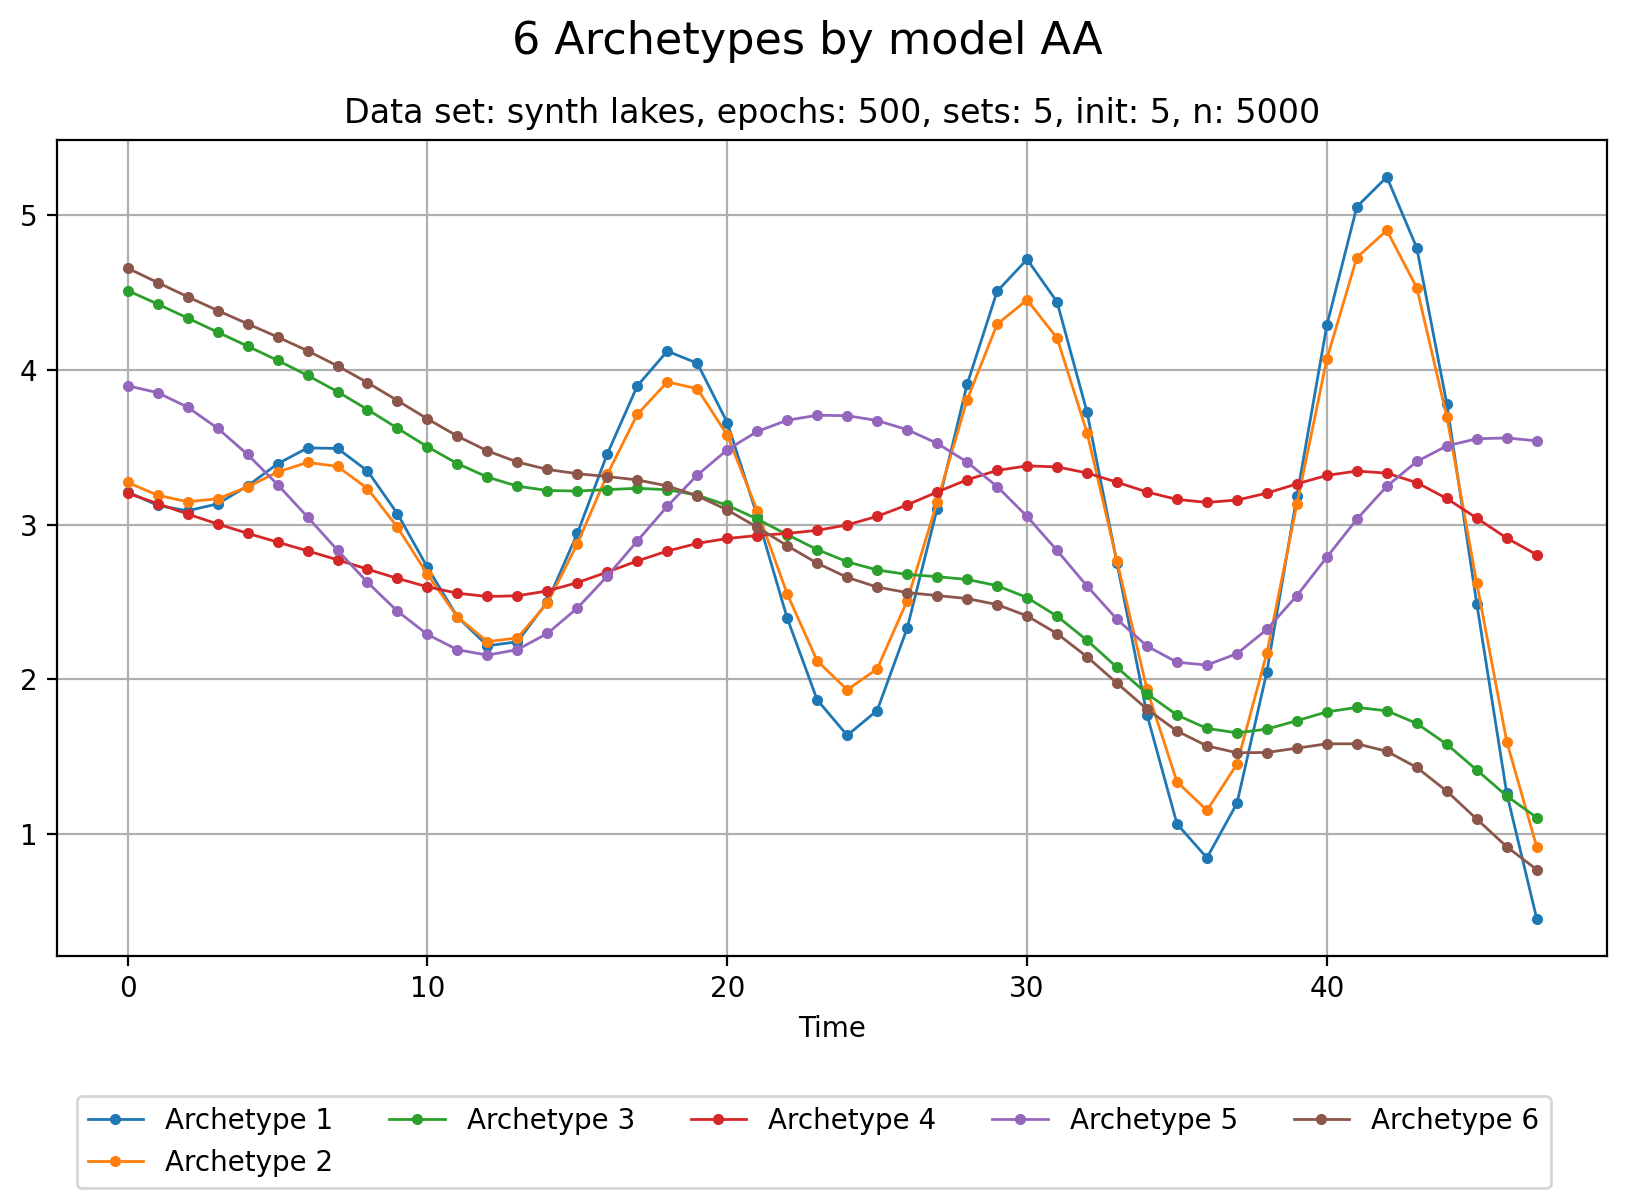 6 Archetypes by model AA
Data set: synth lakes, epochs: 500, sets: 5, init: 5, n: 5000
5
4
3
2
1
0 10 20 30 40
Time
Archetype 1 Archetype 3 Archetype 4 Archetype 5 Archetype 6
Archetype 2